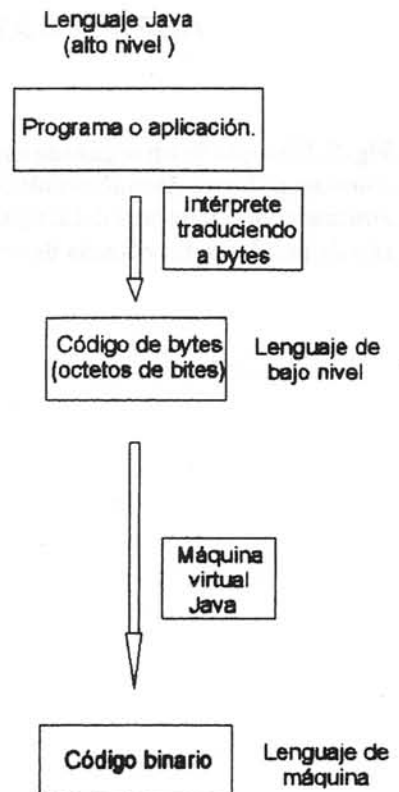 Lenguaje Java
(alto nivel )
Programa o aplicación.
Intérprete
traduciendo
a bytes
Código de bytes
(octetos de bites)
Lenguaje de
bajo nivel
Máquina
virtual
Java
Código binario
Lenguaje de
máquina